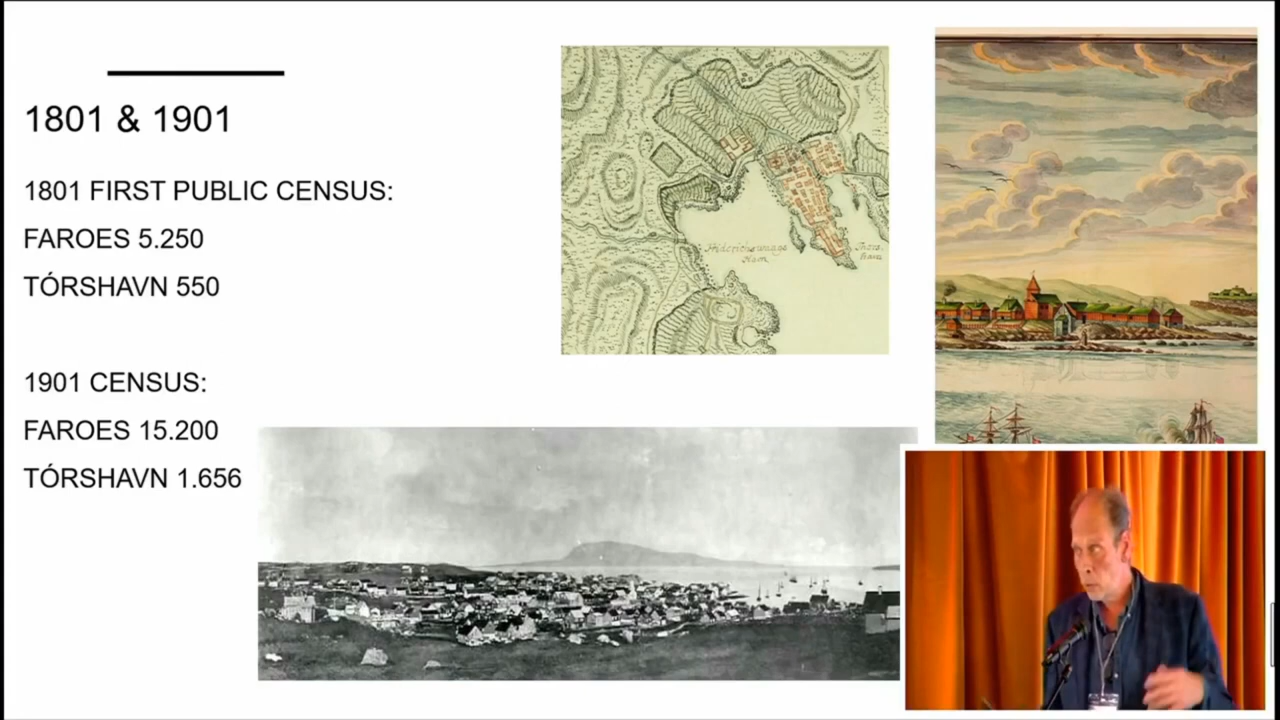 1801 & 1901
1801 FIRST PUBLIC CENSUS:
FAROES 5.250
TÓRSHAVN 550
1901 CENSUS:
FAROES 15.200
TÓRSHAVN 1.656